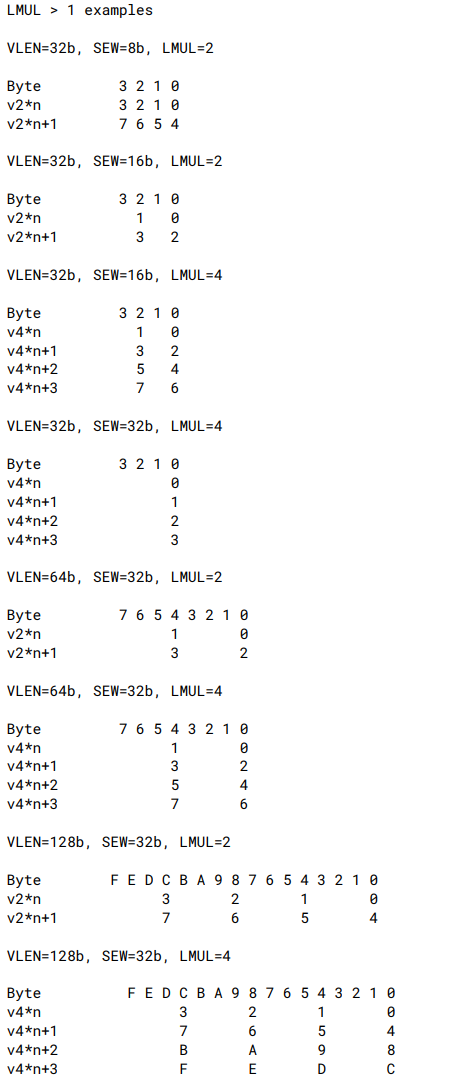 LMUL > 1 examples
VLEN=32b, SEW=8b, LMUL=2
Byte         3 2 1 0
v2*n         3 2 1 0
v2*n+1       7 6 5 4
VLEN=32b, SEW=16b, LMUL=2
Byte         3 2 1 0
v2*n           1   0
v2*n+1         3   2
VLEN=32b, SEW=16b, LMUL=4
Byte         3 2 1 0
v4*n           1   0
v4*n+1         3   2
v4*n+2         5   4
v4*n+3         7   6
VLEN=32b, SEW=32b, LMUL=4
Byte         3 2 1 0
v4*n               0
v4*n+1             1
v4*n+2             2
v4*n+3             3
VLEN=64b, SEW=32b, LMUL=2
Byte         7 6 5 4 3 2 1 0
v2*n               1       0
v2*n+1             3       2
VLEN=64b, SEW=32b, LMUL=4
Byte         7 6 5 4 3 2 1 0
v4*n               1       0
v4*n+1             3       2
v4*n+2             5       4
v4*n+3             7       6
VLEN=128b, SEW=32b, LMUL=2
Byte        F E D C B A 9 8 7 6 5 4 3 2 1 0
v2*n              3       2       1       0
v2*n+1            7       6       5       4
VLEN=128b, SEW=32b, LMUL=4
Byte          F E D C B A 9 8 7 6 5 4 3 2 1 0
v4*n                3       2       1       0
v4*n+1              7       6       5       4
v4*n+2              B       A       9       8
v4*n+3              F       E       D       C